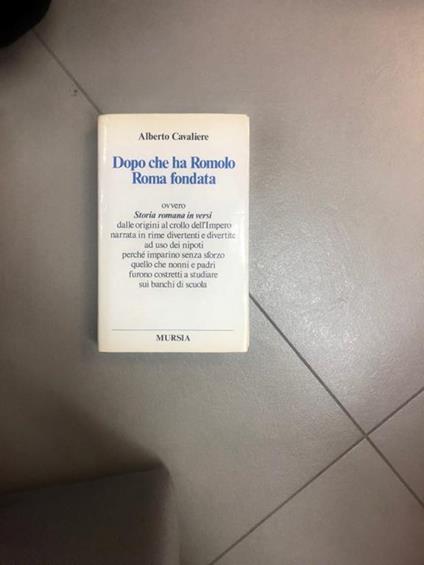 Alberto Cavaliere
Dopo che ha Romolo
Roma fondata
ovvero
Storia romana in versi
dalle origini al crollo dell'Impero
narrata in rime divertenti e divertite
ad uso dei nipoti
perché imparino senza sforzo
quello che nonni e padri
furono costretti a studiare
sui banchi di scuola
MURSIA